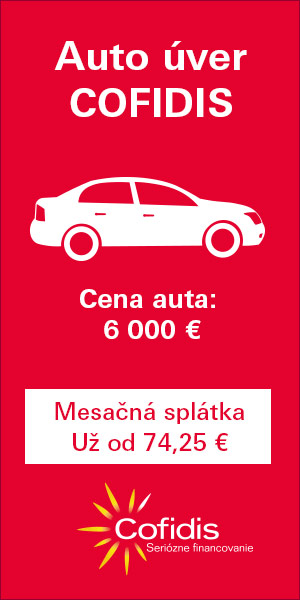 Auto úver
COFIDIS
Cena auta:
6 000 €
Mesačná splátka
Už od 74,25 €
Cofidis
Seriózne financovanie